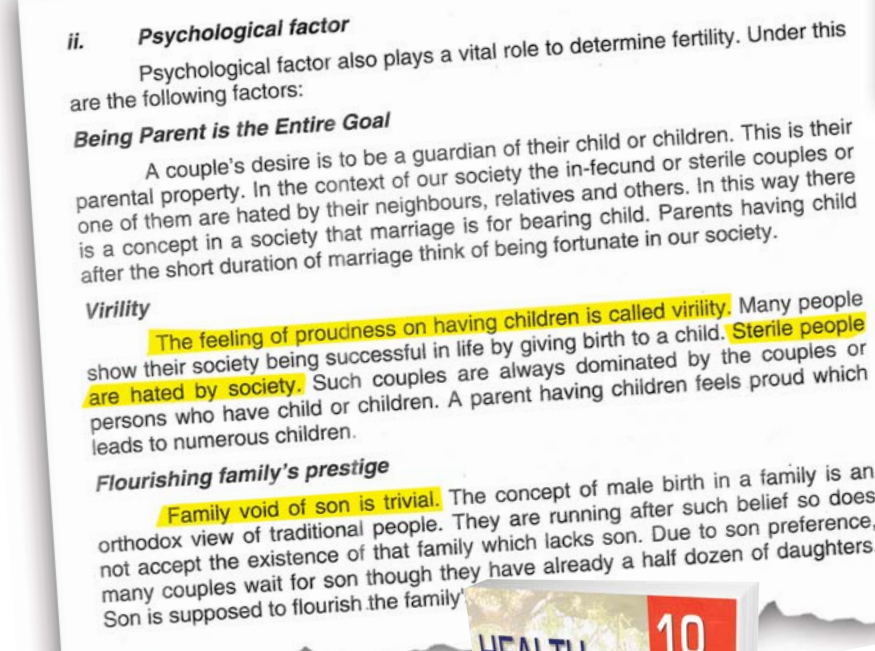 ii. Psychological factor
Psychological factor also plays a vital role to determine fertility. Under this
are the following factors:
Being Parent is the Entire Goal
A couple's desire is to be a guardian of their child or children. This is their
parental property. In the context of our society the in-fecund or sterile couples or
one of them are hated by their neighbours, relatives and others. In this way there
is a concept in a society that marriage is for bearing child. Parents having child
after the short duration of marriage think of being fortunate in our society.
Virility
The feeling of proudness on having children is called virility. Many people
show their society being successful in life by giving birth to a child. Sterile people
are hated by society. Such couples are always dominated by the couples or
persons who have child or children. A parent having children feels proud which
leads to numerous children.
Flourishing family's prestige
Family void of son is trivial. The concept of male birth in a family is an
orthodox view of traditional people. They are running after such belief so does
not accept the existence of that family which lacks son. Due to son preference,
many couples wait for son though they have already a half dozen of daughters.
Son is supposed to flourish the family'
HEALTH
10